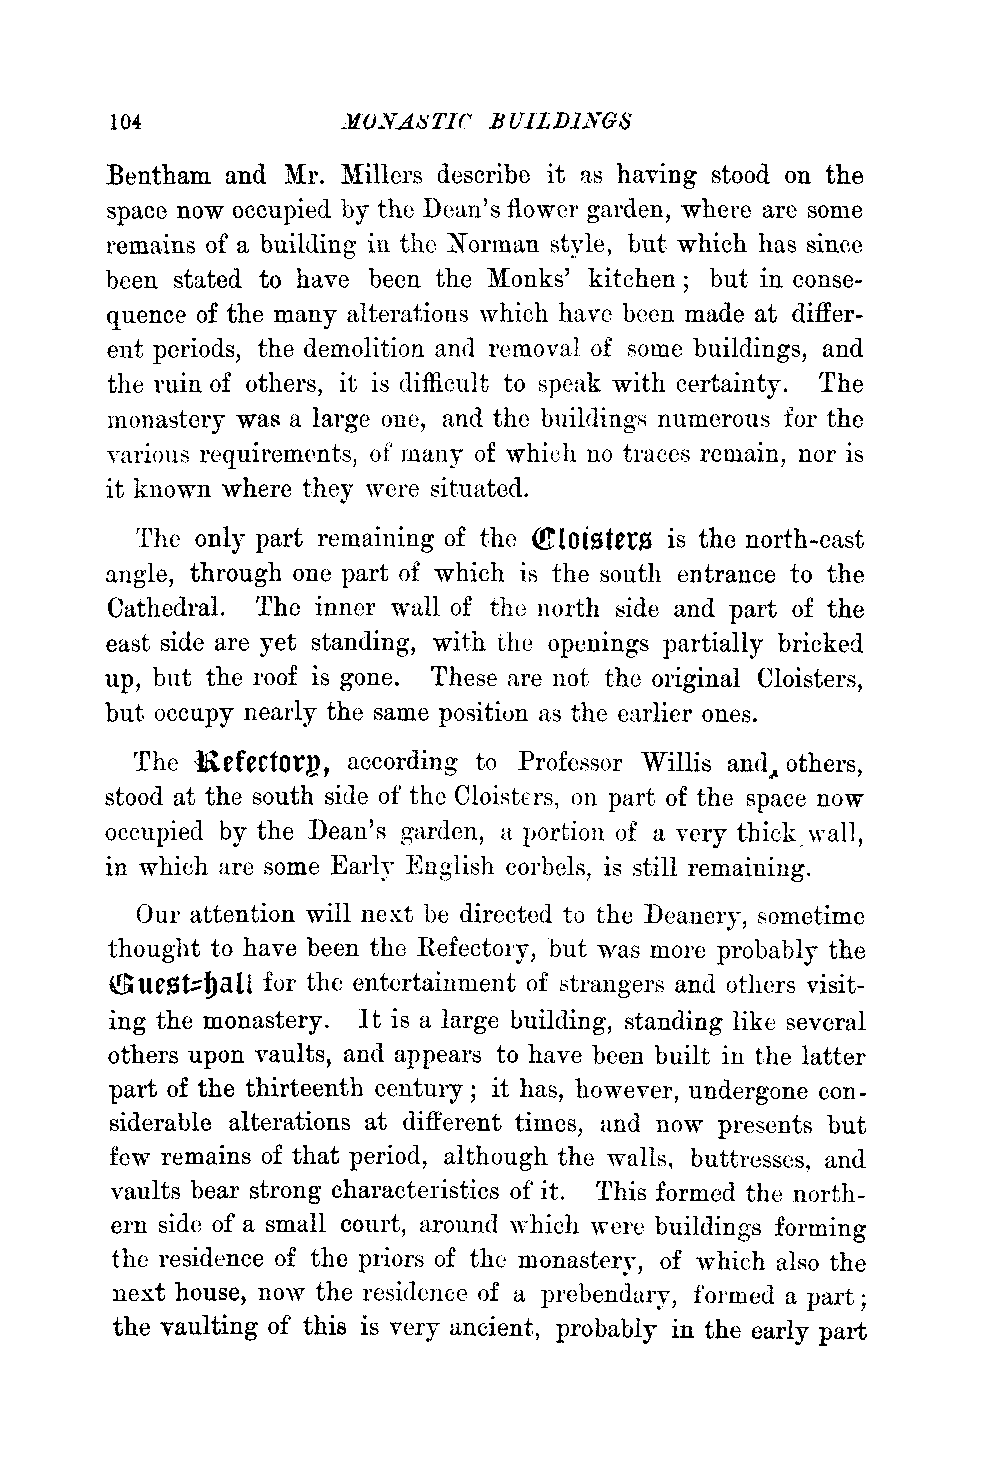 104 MONASTIC BUILDINGS
Bentham and Mr. Millers describe it as having stood on the
space now occupied by the Dean's flower garden, where are some
remains of a building in the Norman style, but which has since
been stated to have been the Monks' kitchen; but in conse-
quence of the many alterations which have been made at differ-
ent periods, the demolition and removal of some buildings, and
the ruin of others, it is difficult to speak with certainty. The
monastery was a large one, and the buildings numerous for the
various requirements, of many of which no traces remain, nor is
it known where they were situated.
The only part remaining of the Cloisters is the north-east
angle, through one part of which is the south entrance to the
Cathedral. The inner wall of the north side and part of the
east side are yet standing, with the openings partially bricked
up, but the roof is gone. These are not the original Cloisters,
but occupy nearly the same position as the earlier ones.
The Refectory, according to Professor Willis and others,
stood at the south side of the Cloisters, on part of the space now
occupied by the Dean's garden, a portion of a very thick wall,
in which are some Early English corbels, is still remaining.
Our attention will next be directed to the Deanery, sometime
thought to have been the Refectory, but was more probably the
Guest-hall for the entertainment of strangers and others visit-
ing the monastery. It is a large building, standing like several
others upon vaults, and appears to have been built in the latter
part of the thirteenth century; it has, however, undergone con-
siderable alterations at different times, and now presents but
few remains of that period, although the walls, buttresses, and
vaults bear strong characteristics of it. This formed the north-
ern side of a small court, around which were buildings forming
the residence of the priors of the monastery, of which also the
next house, now the residence of a prebendary, formed a part;
the vaulting of this is very ancient, probably in the early part